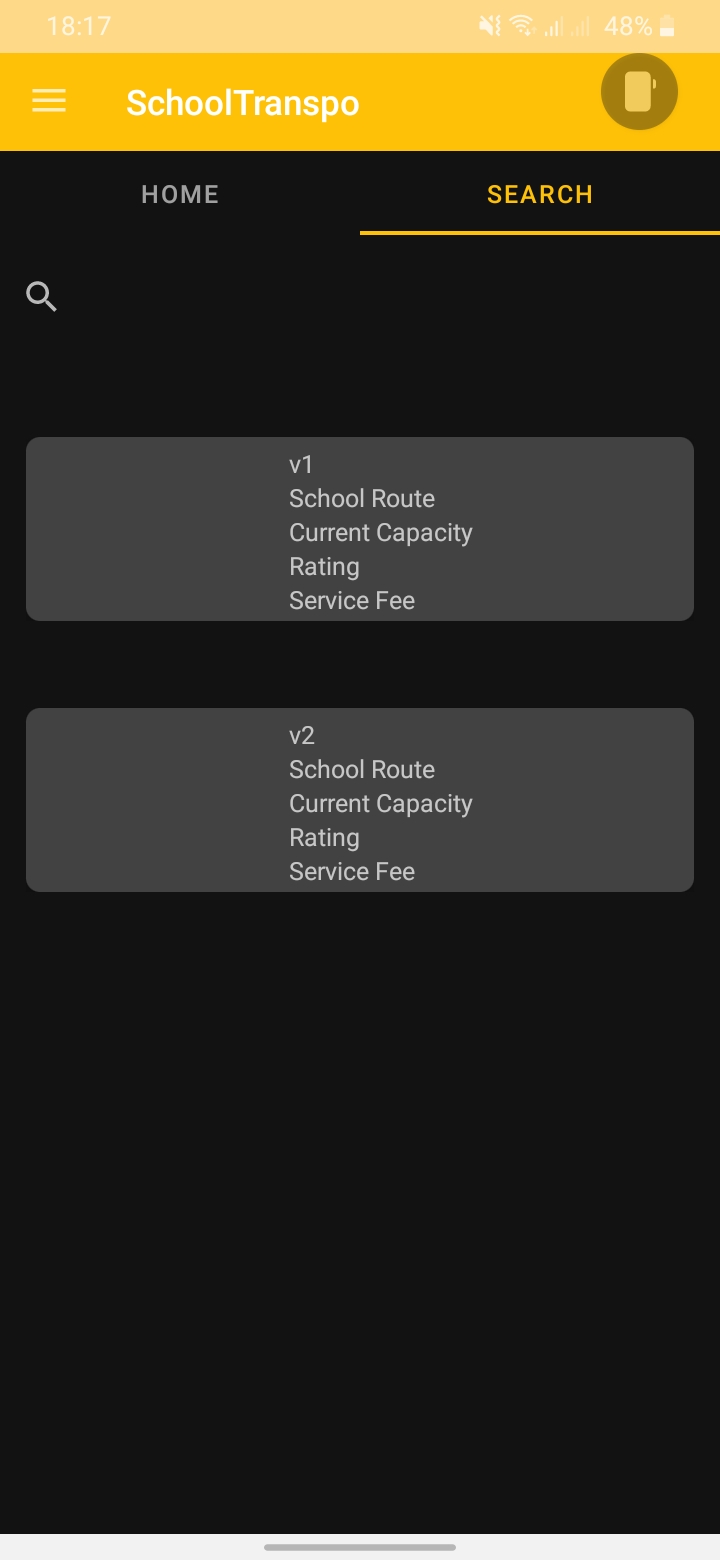 18:17
48%
SchoolTranspo
HOME
SEARCH
v1
School Route
Current Capacity
Rating
Service Fee
v2
School Route
Current Capacity
Rating
Service Fee